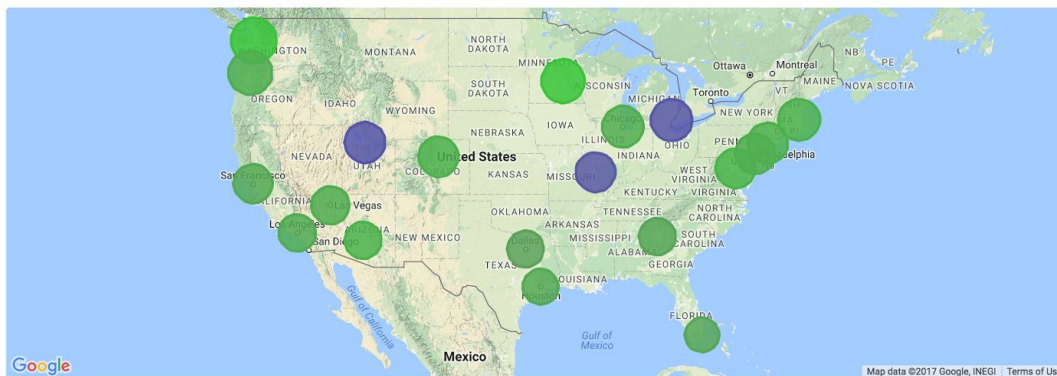 NORTH
DAKOTA
MONTANA
MINNESOTA
Ottawa
Montreal
NB
PE
MAINE
NOVA SCOTIA
OREGON
IDAHO
SOUTH
DAKOTA
WISCONSIN
MICHIGAN
Toronto
VT
NEW YORK
WYOMING
IOWA
Chicago
ILLINOIS
INDIANA
OHIO
PENN
NEBRASKA
NEVADA
UTAH
COLORADO
United States
KANSAS
MISSOURI
WEST
VIRGINIA
VIRGINIA
KENTUCKY
San Francisco
CALIFORNIA
Las Vegas
OKLAHOMA
TENNESSEE
NORTH
CAROLINA
ARKANSAS
Los Angeles
ARIZONA
NEW MEXICO
San Diego
MISSISSIPPI
SOUTH
CAROLINA
Dallas
TEXAS
ALABAMA
GEORGIA
LOUISIANA
Houston
Gulf of California
FLORIDA
Gulf of
Mexico
Mexico
Google
Map data ©2017 Google, INEGI
Terms of Us